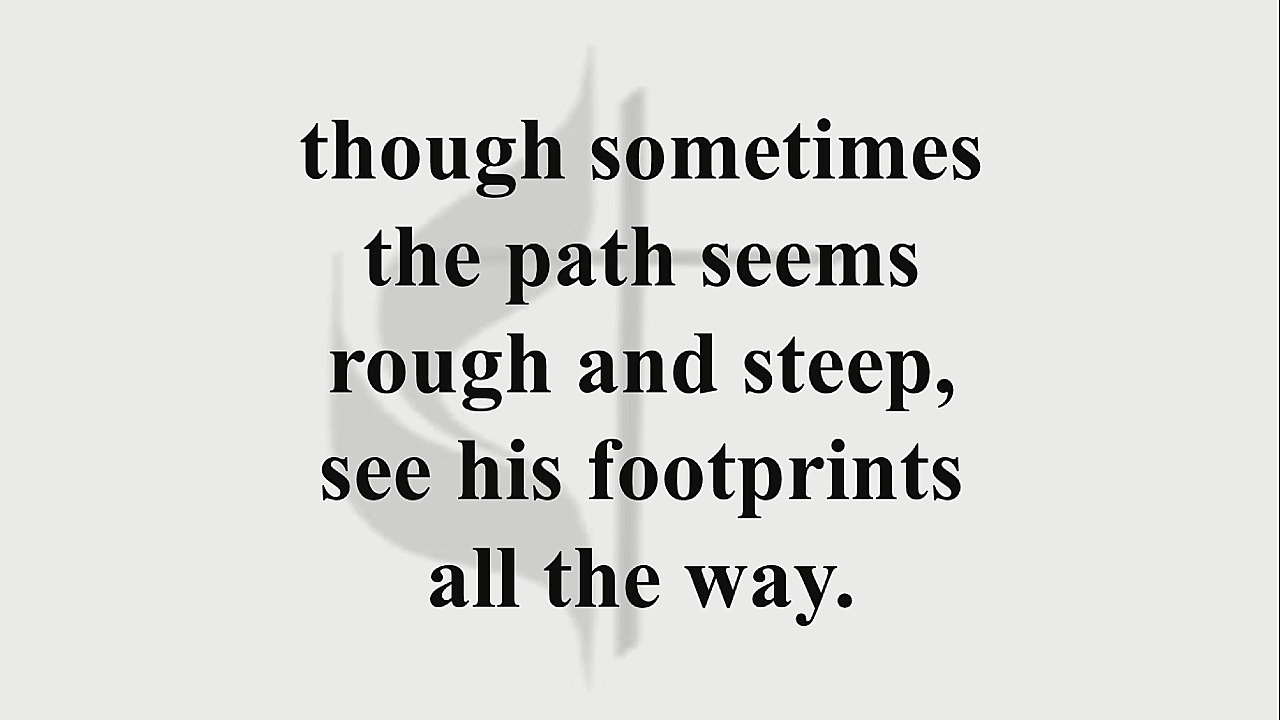 though sometimes
the path seems
rough and steep,
see his footprints
all the way.